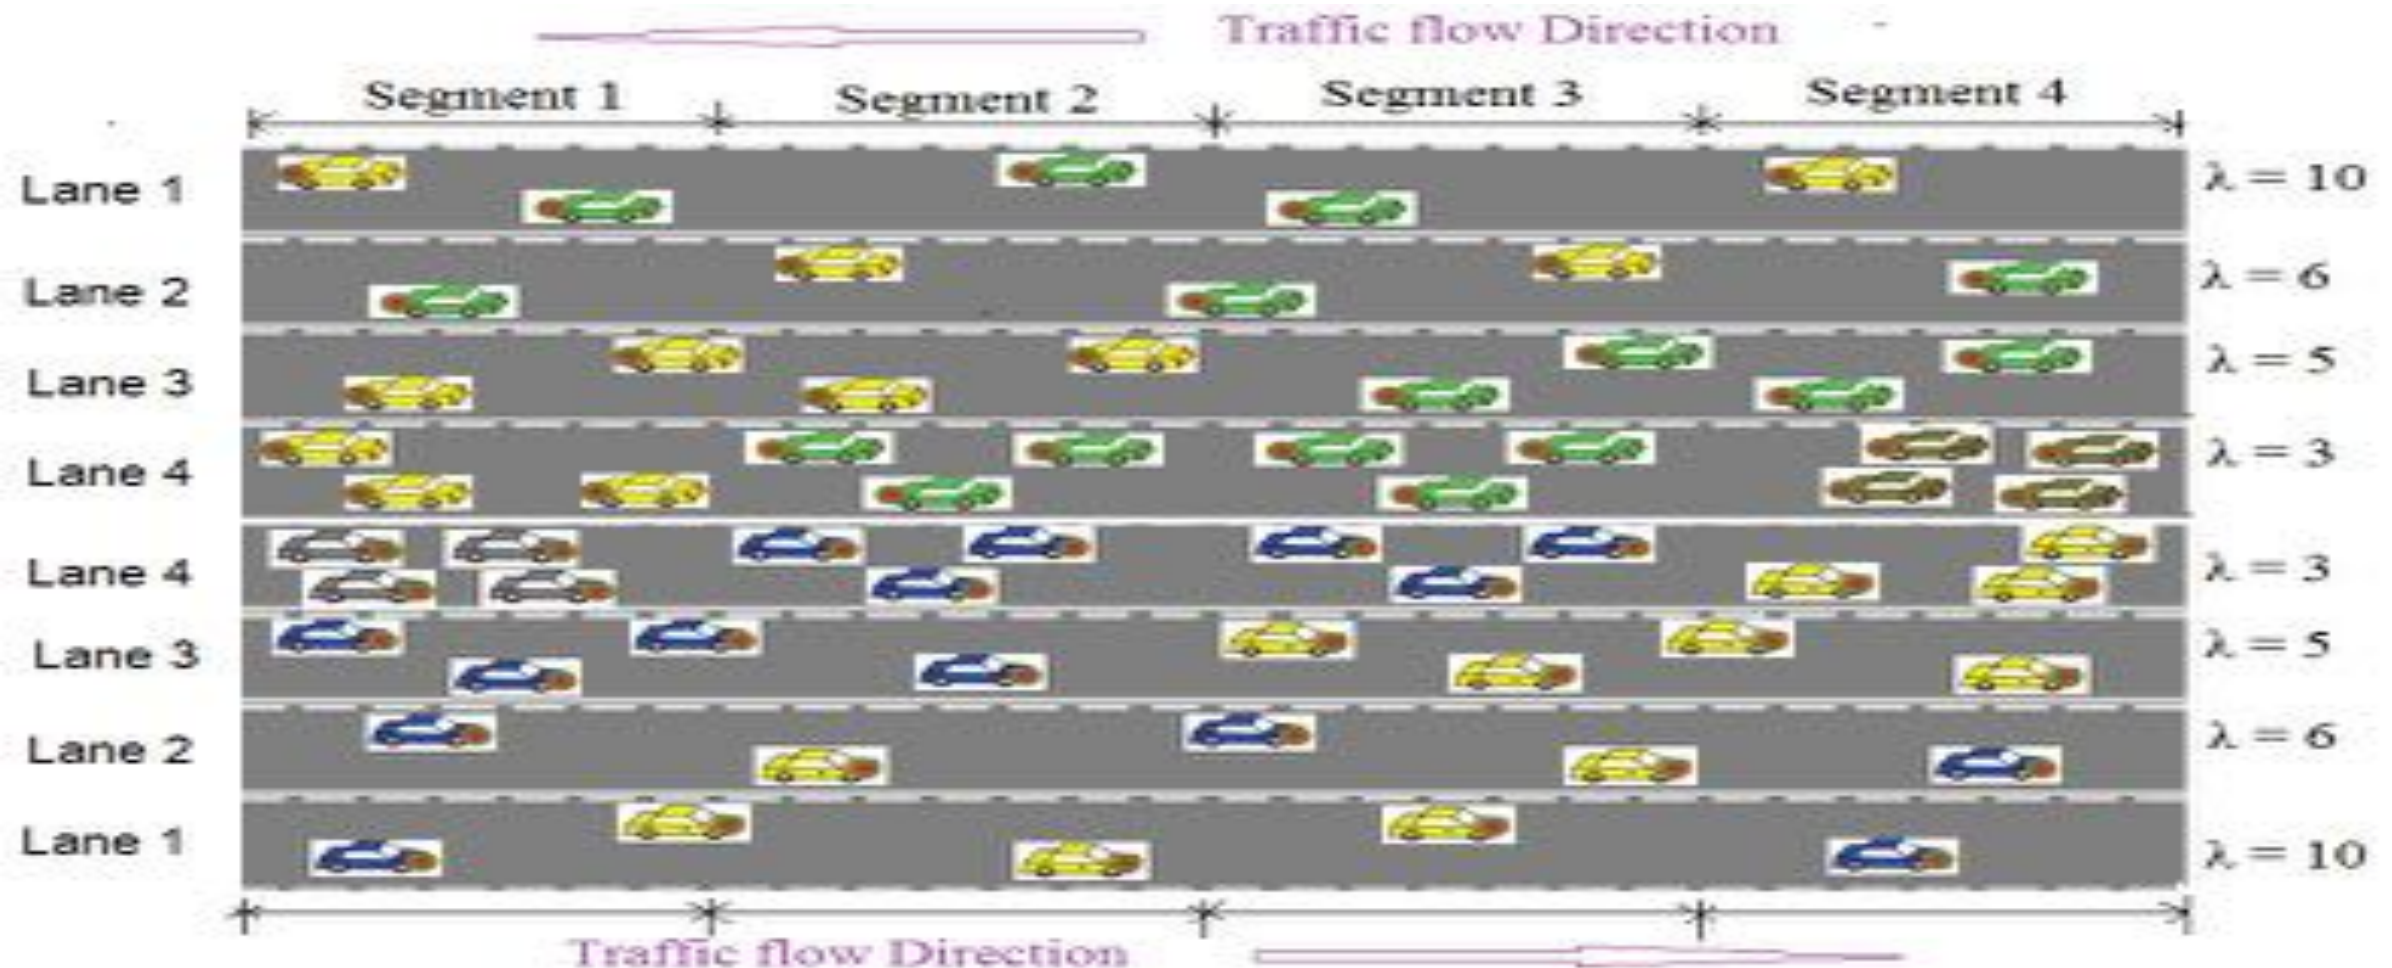 Traffic flow Direction
Segment 1 Segment 2 Segment 3 Segment 4
Lane 1 λ = 10
Lane 2 λ = 6
Lane 3 λ = 5
Lane 4 λ = 3
Lane 4 λ = 3
Lane 3 λ = 5
Lane 2 λ = 6
Lane 1 λ = 10
Traffic flow Direction